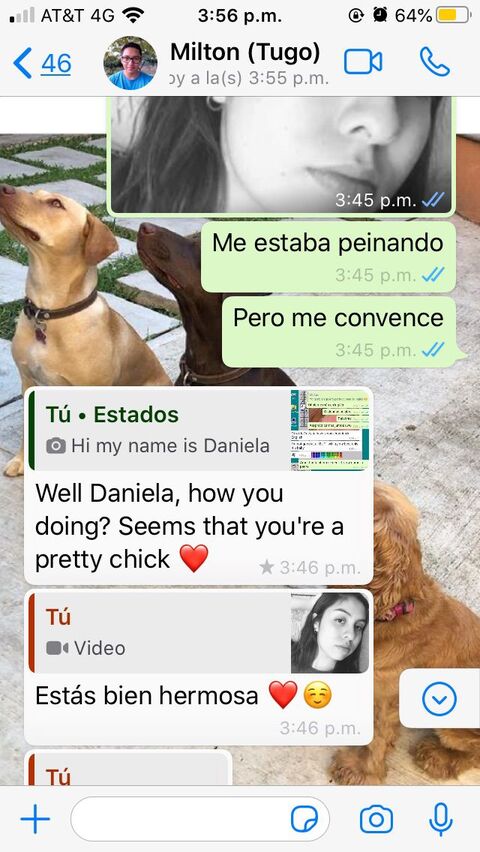 AT&T 4G 3:56 p.m. 64%
46 Milton (Tugo)
oy a la(s) 3:55 p.m.
3:45 p.m.
Me estaba peinando
3:45 p.m.
Pero me convence
3:45 p.m.
Tú • Estados
Hi my name is Daniela
Well Daniela, how you
doing? Seems that you're a
pretty chick ❤️
3:46 p.m.
Tú
Video
Estás bien hermosa ❤️☺️
3:46 p.m.
Tú